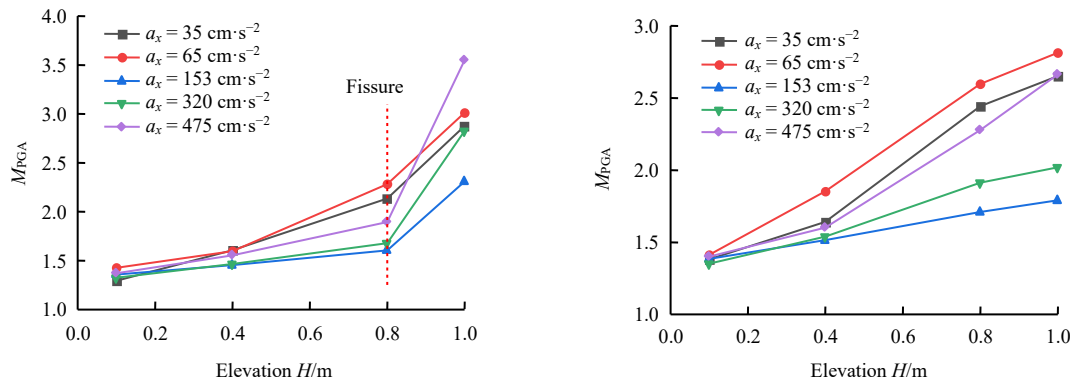 4.0
3.5
3.0
2.5
2.0
1.5
1.0
M_PGA
a_x = 35 cm·s⁻²
a_x = 65 cm·s⁻²
a_x = 153 cm·s⁻²
a_x = 320 cm·s⁻²
a_x = 475 cm·s⁻²
Fissure
0.0 0.2 0.4 0.6 0.8 1.0
Elevation H/m
3.0
2.5
2.0
1.5
1.0
M_PGA
a_x = 35 cm·s⁻²
a_x = 65 cm·s⁻²
a_x = 153 cm·s⁻²
a_x = 320 cm·s⁻²
a_x = 475 cm·s⁻²
0.0 0.2 0.4 0.6 0.8 1.0
Elevation H/m